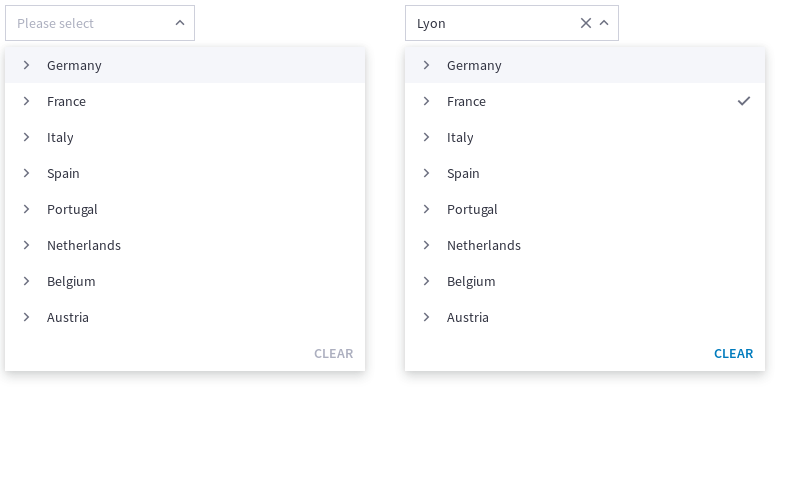 Please select
Germany
France
Italy
Spain
Portugal
Netherlands
Belgium
Austria
CLEAR
Lyon
Germany
France
Italy
Spain
Portugal
Netherlands
Belgium
Austria
CLEAR